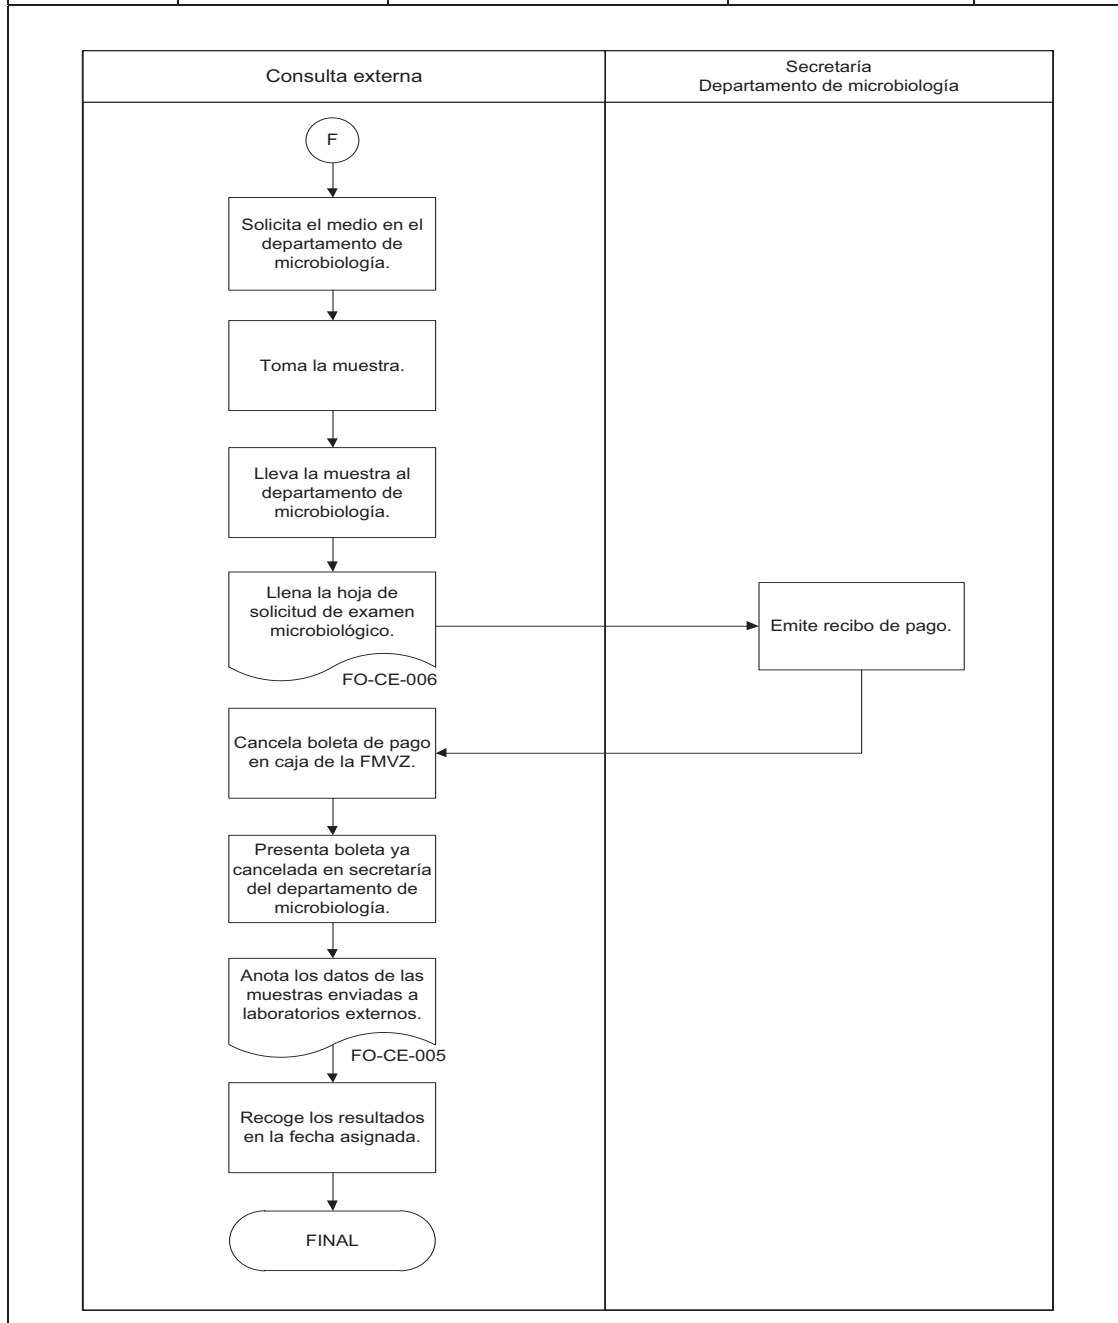 Consulta externa
Secretaría
Departamento de microbiología
F
Solicita el medio en el
departamento de
microbiología.
Toma la muestra.
Lleva la muestra al
departamento de
microbiología.
Llena la hoja de
solicitud de examen
microbiológico.
FO-CE-006
Emite recibo de pago.
Cancela boleta de pago
en caja de la FMVZ.
Presenta boleta ya
cancelada en secretaría
del departamento de
microbiología.
Anota los datos de las
muestras enviadas a
laboratorios externos.
FO-CE-005
Recoge los resultados
en la fecha asignada.
FINAL